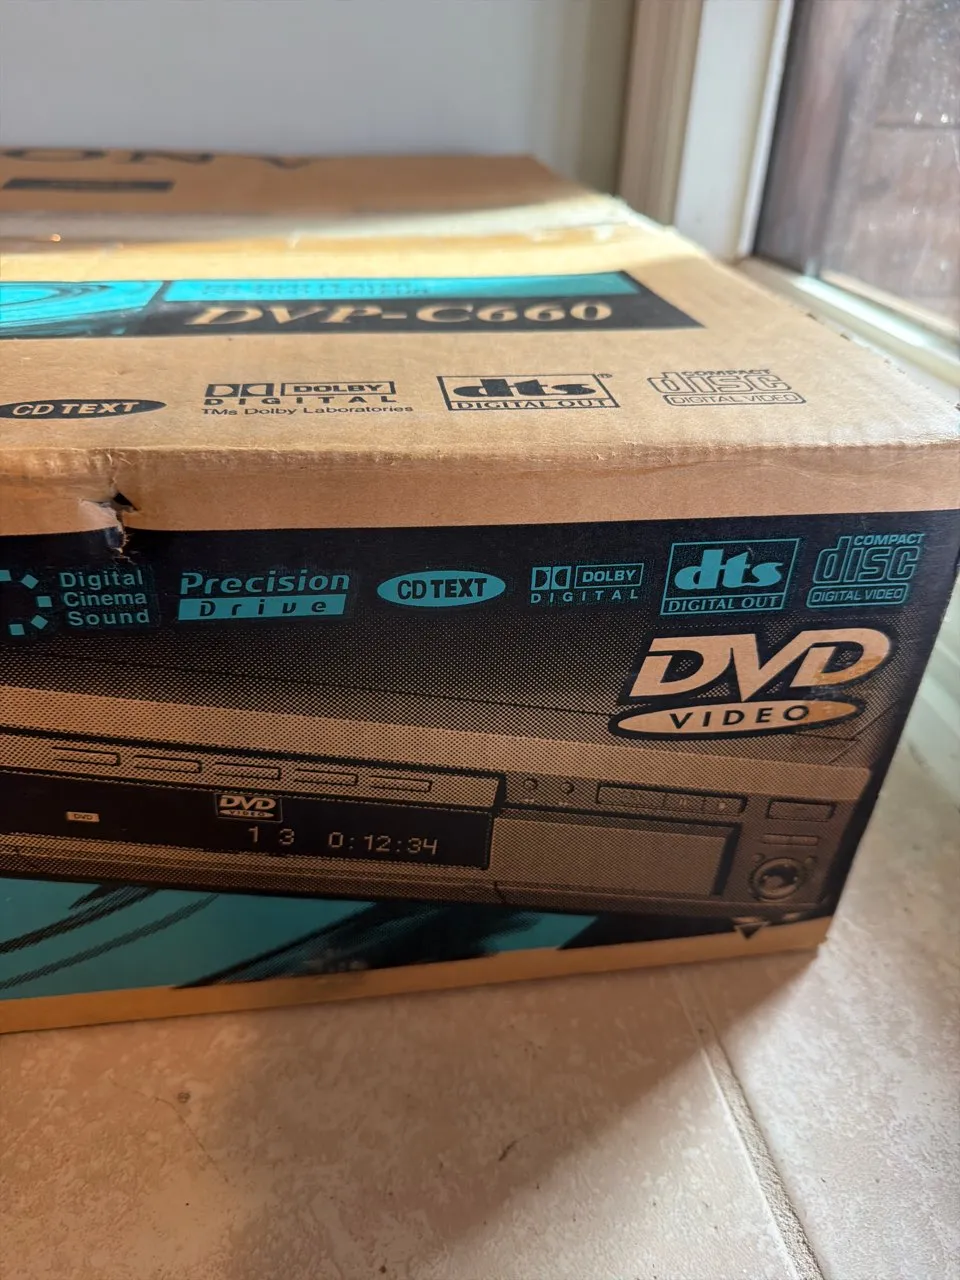 DVP-C660
CD TEXT
DOLBY
DIGITAL
TMs Dolby Laboratories
dts®
DIGITAL OUT
COMPACT
disc
DIGITAL VIDEO
Digital
Cinema
Sound
Precision
Drive
CD TEXT
DOLBY
DIGITAL
dts
DIGITAL OUT
COMPACT
disc
DIGITAL VIDEO
DVD
VIDEO
DVD
DVD
VIDEO
1 3 0:12:34